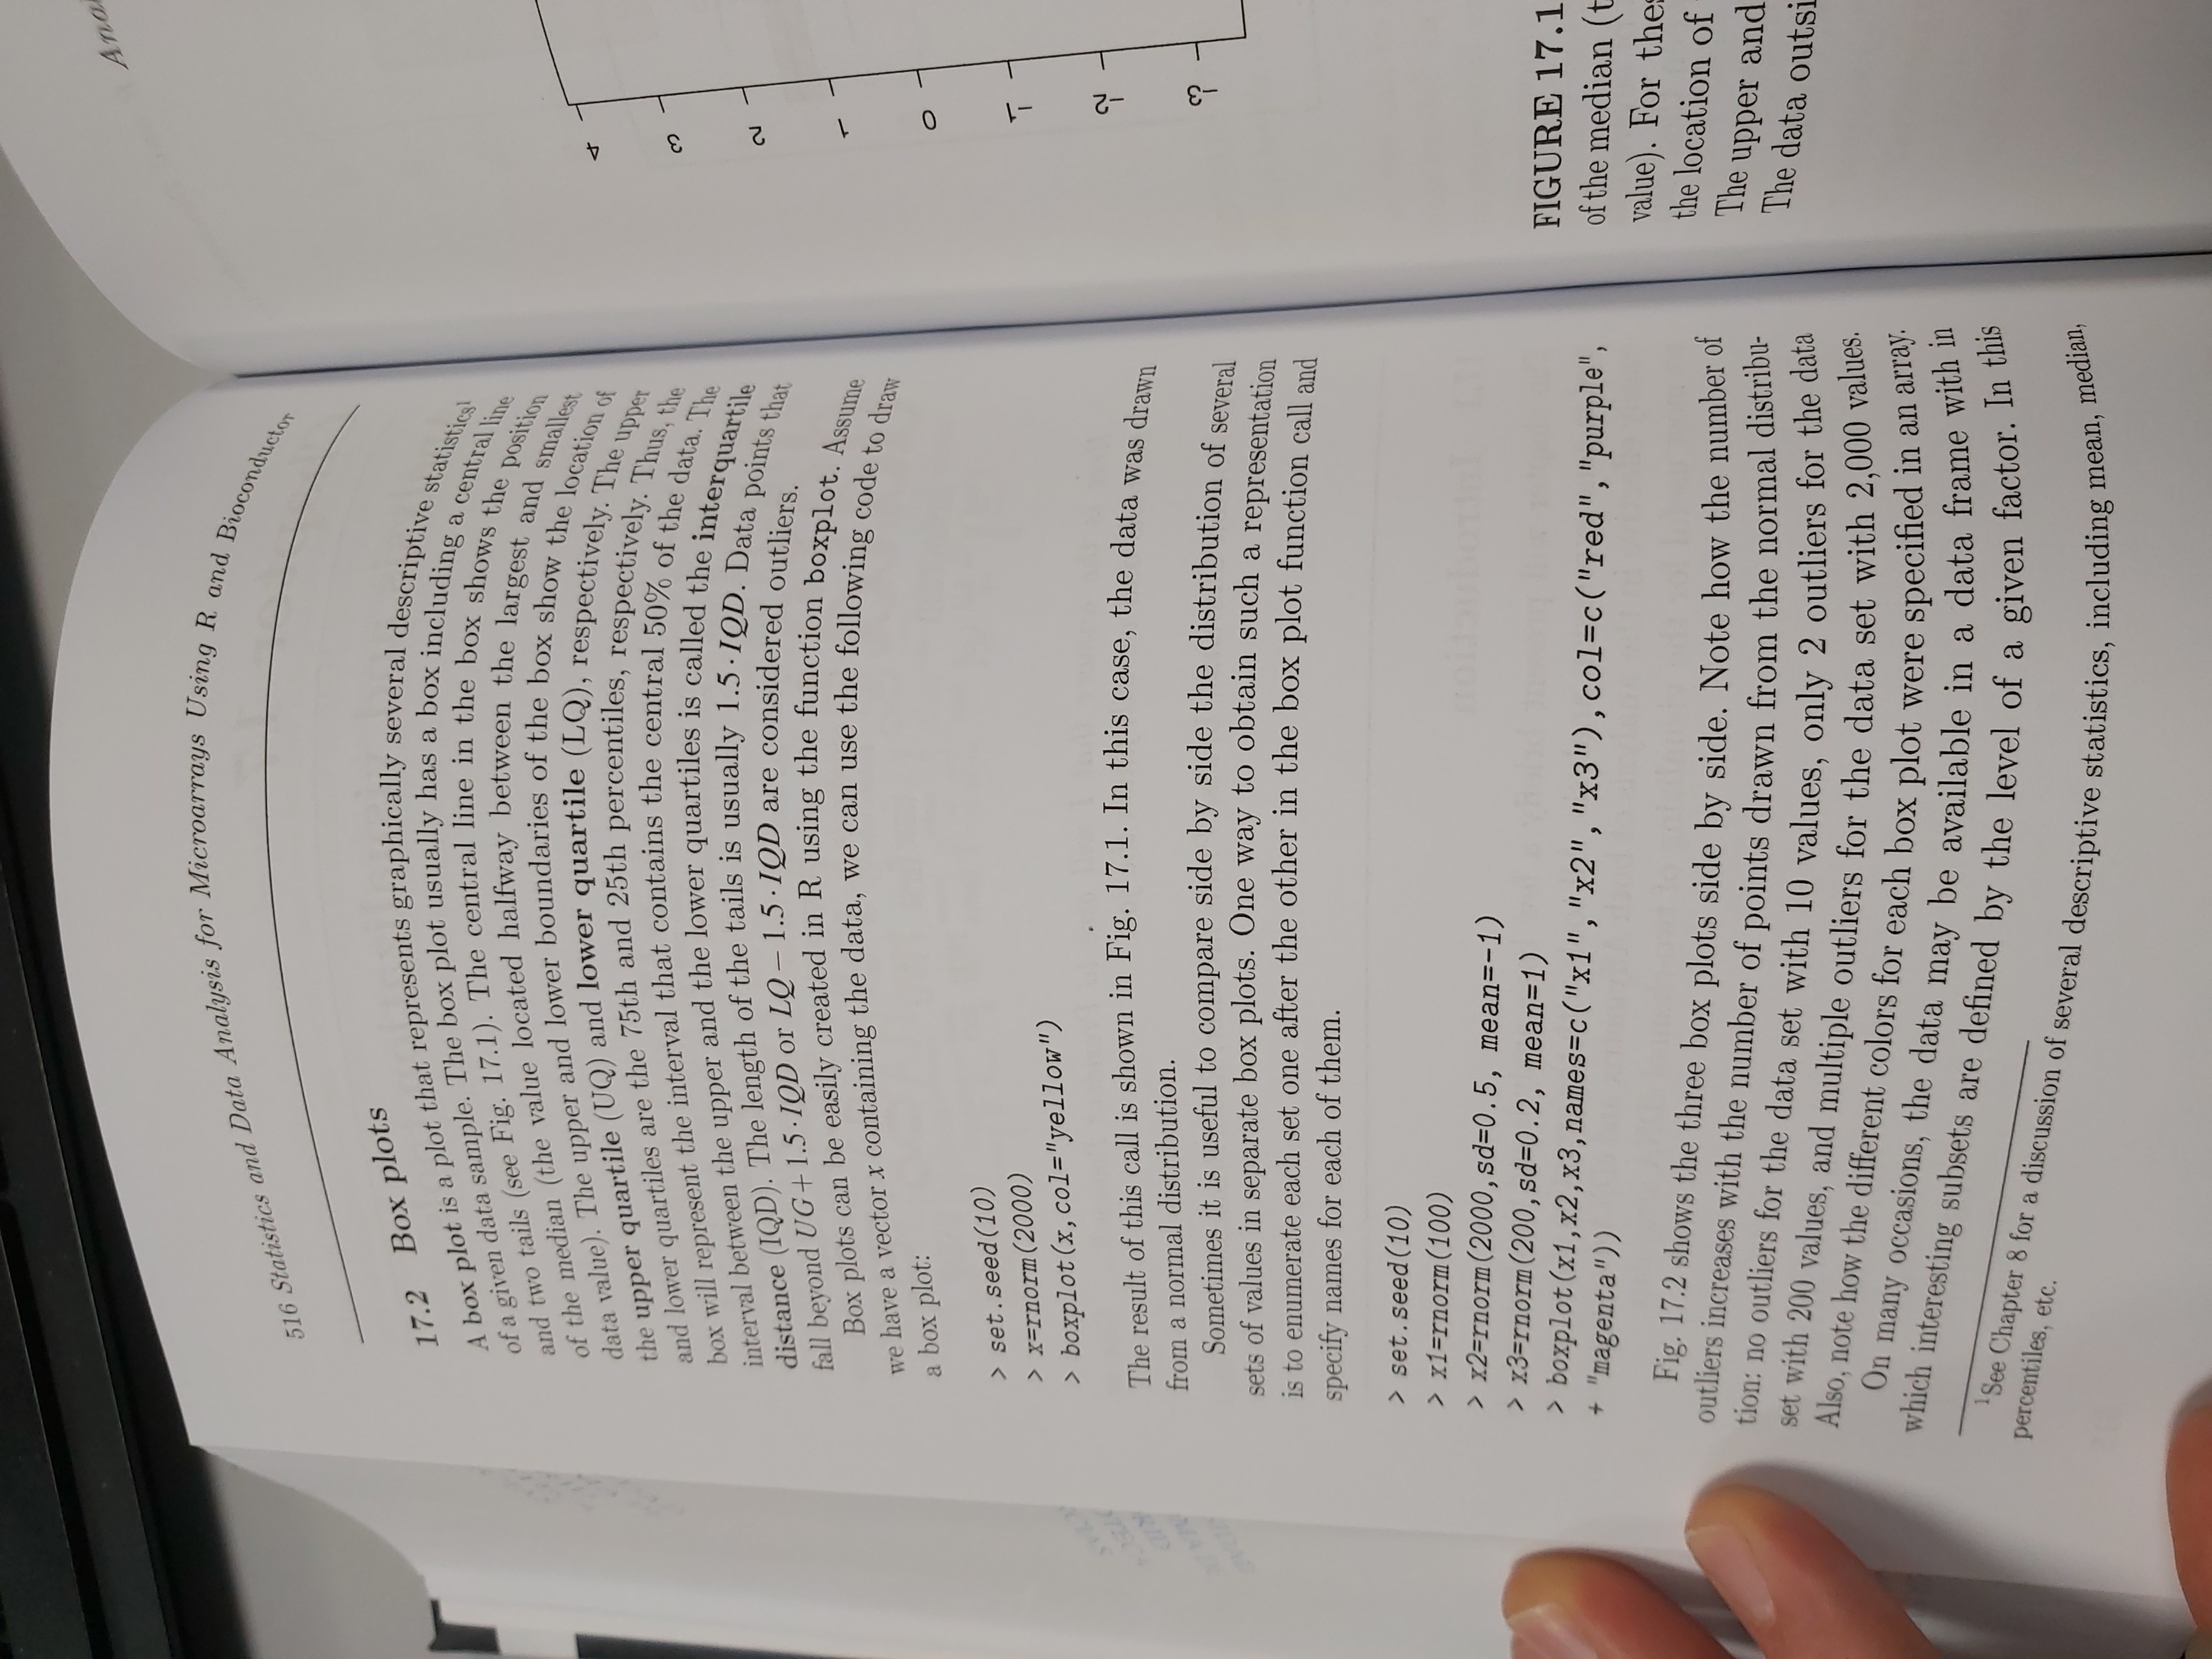 516 Statistics and Data Analysis for Microarrays Using R and Bioconductor
17.2 Box plots
A box plot is a plot that represents graphically several descriptive statistics¹
of a given data sample. The box plot usually has a box including a central line
and two tails (see Fig. 17.1). The central line in the box shows the position
of the median (the value located halfway between the largest and smallest
data value). The upper and lower boundaries of the box show the location of
the upper quartile (UQ) and lower quartile (LQ), respectively. The upper
and lower quartiles are the 75th and 25th percentiles, respectively. Thus, the
box will represent the interval that contains the central 50% of the data. The
interval between the upper and the lower quartiles is called the interquartile
distance (IQD). The length of the tails is usually 1.5·IQD. Data points that
fall beyond UG+1.5·IQD or LQ−1.5·IQD are considered outliers.
Box plots can be easily created in R using the function boxplot. Assume
we have a vector x containing the data, we can use the following code to draw
a box plot:
> set.seed(10)
> x=rnorm(2000)
> boxplot(x,col="yellow")
The result of this call is shown in Fig. 17.1. In this case, the data was drawn
from a normal distribution.
Sometimes it is useful to compare side by side the distribution of several
sets of values in separate box plots. One way to obtain such a representation
is to enumerate each set one after the other in the box plot function call and
specify names for each of them.
> set.seed(10)
> x1=rnorm(100)
> x2=rnorm(2000,sd=0.5, mean=-1)
> x3=rnorm(200,sd=0.2, mean=1)
> boxplot(x1,x2,x3,names=c("x1","x2","x3"),col=c("red","purple",
+ "magenta"))
Fig. 17.2 shows the three box plots side by side. Note how the number of
outliers increases with the number of points drawn from the normal distribu-
tion: no outliers for the data set with 10 values, only 2 outliers for the data
set with 200 values, and multiple outliers for the data set with 2,000 values.
Also, note how the different colors for each box plot were specified in an array.
On many occasions, the data may be available in a data frame with in
which interesting subsets are defined by the level of a given factor. In this
¹See Chapter 8 for a discussion of several descriptive statistics, including mean, median,
percentiles, etc.
4
3
2
1
0
-1
-2
-3
FIGURE 17.1
of the median (t
value). For thes
the location of
The upper and
The data outsi